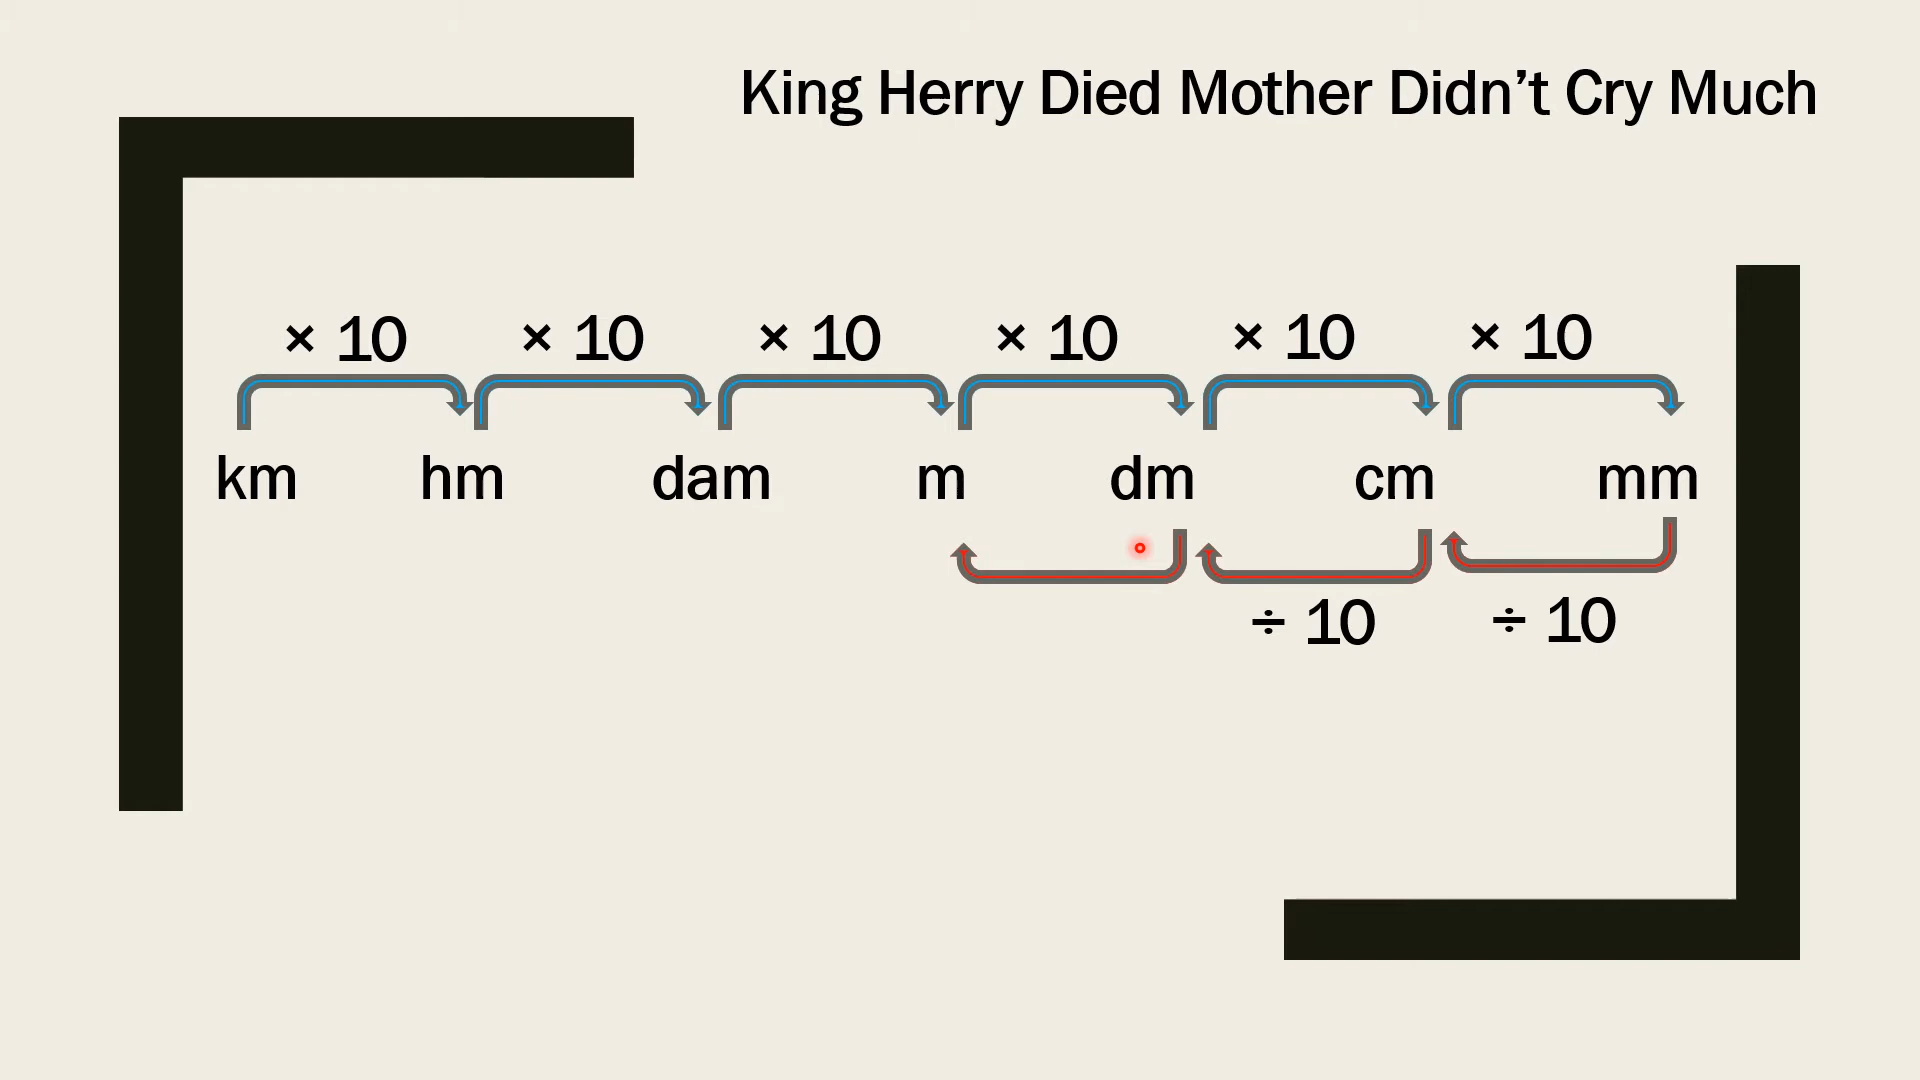 King Herry Died Mother Didn’t Cry Much
× 10 × 10 × 10 × 10 × 10 × 10
km hm dam m dm cm mm
÷ 10 ÷ 10